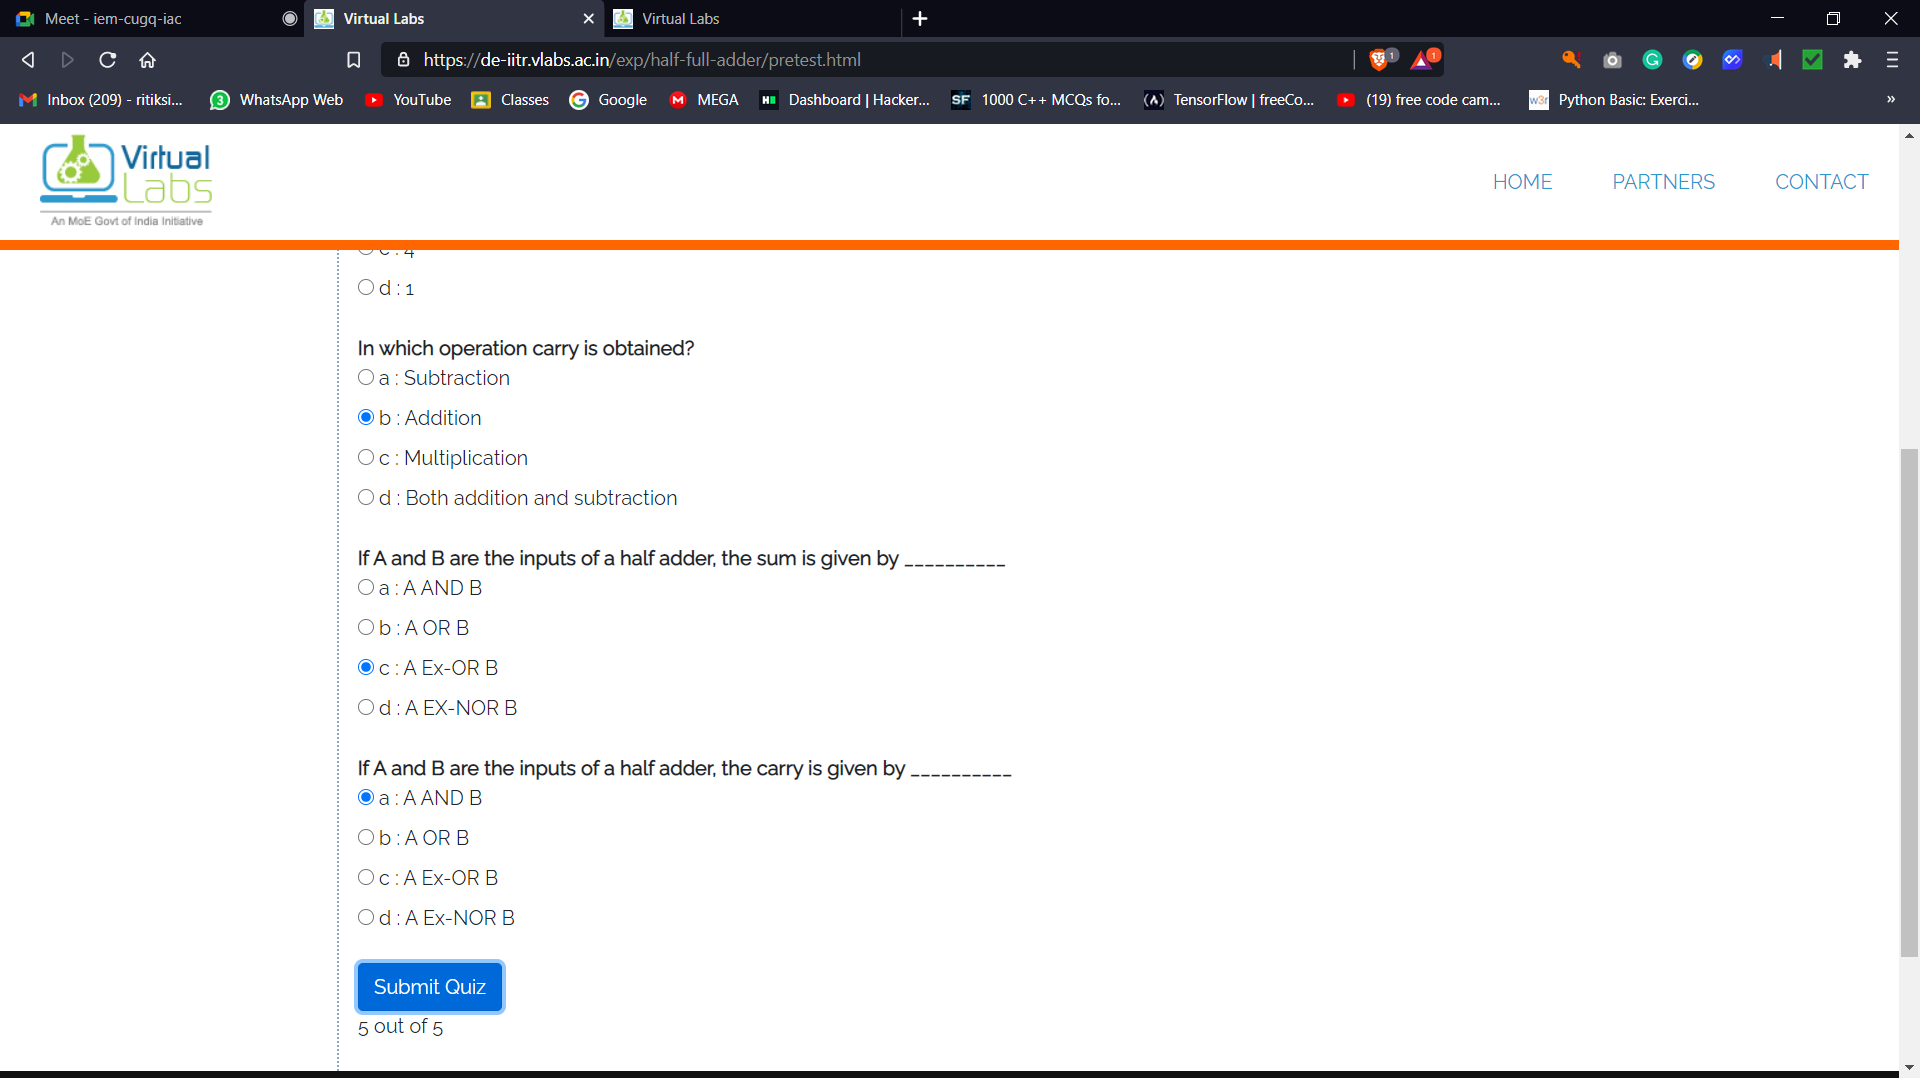 Meet - iem-cugq-iac
Virtual Labs
Virtual Labs
https://de-iitr.vlabs.ac.in/exp/half-full-adder/pretest.html
1
1
Inbox (209) - ritiksi...
3 WhatsApp Web
YouTube
Classes
Google
M MEGA
Dashboard | Hacker...
SF 1000 C++ MCQs fo...
TensorFlow | freeCo...
(19) free code cam...
w3r Python Basic: Exerci...
»
Virtual
Labs
An MoE Govt of India Initiative
HOME PARTNERS CONTACT
c : 4
d : 1
In which operation carry is obtained?
a : Subtraction
b : Addition
c : Multiplication
d : Both addition and subtraction
If A and B are the inputs of a half adder, the sum is given by __________
a : A AND B
b : A OR B
c : A Ex-OR B
d : A EX-NOR B
If A and B are the inputs of a half adder, the carry is given by __________
a : A AND B
b : A OR B
c : A Ex-OR B
d : A Ex-NOR B
Submit Quiz
5 out of 5